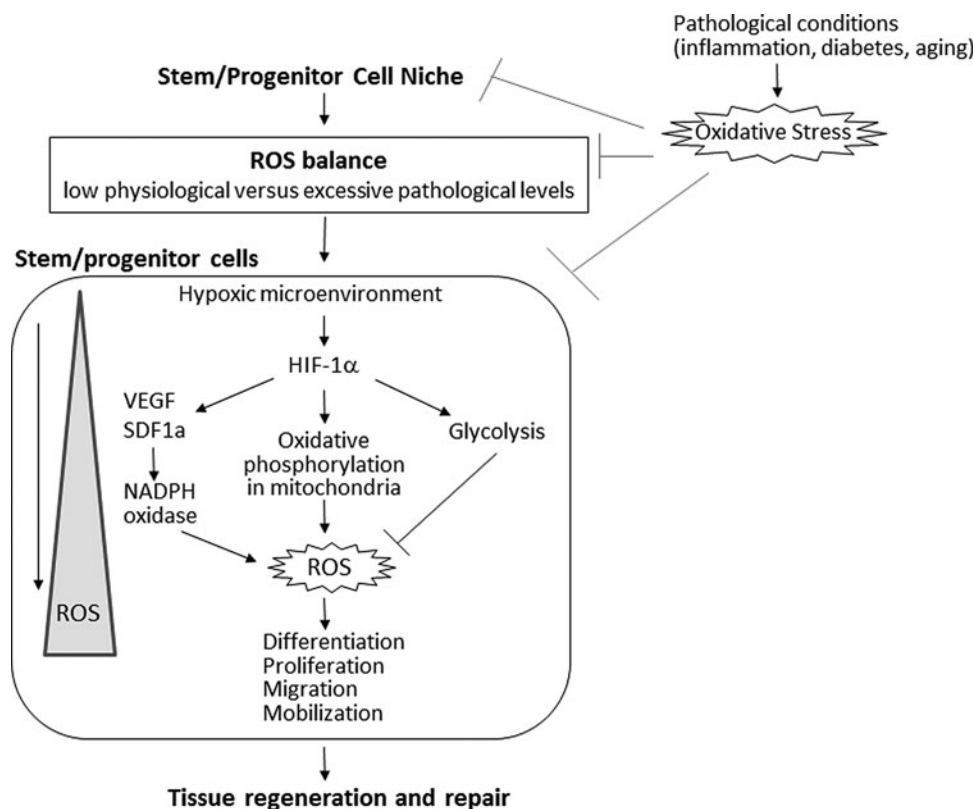 Pathological conditions
(inflammation, diabetes, aging)
Stem/Progenitor Cell Niche
Oxidative Stress
ROS balance
low physiological versus excessive pathological levels
Stem/progenitor cells
Hypoxic microenvironment
HIF-1α
VEGF
SDF1a
Oxidative
phosphorylation
in mitochondria
Glycolysis
NADPH
oxidase
ROS
ROS
Differentiation
Proliferation
Migration
Mobilization
Tissue regeneration and repair